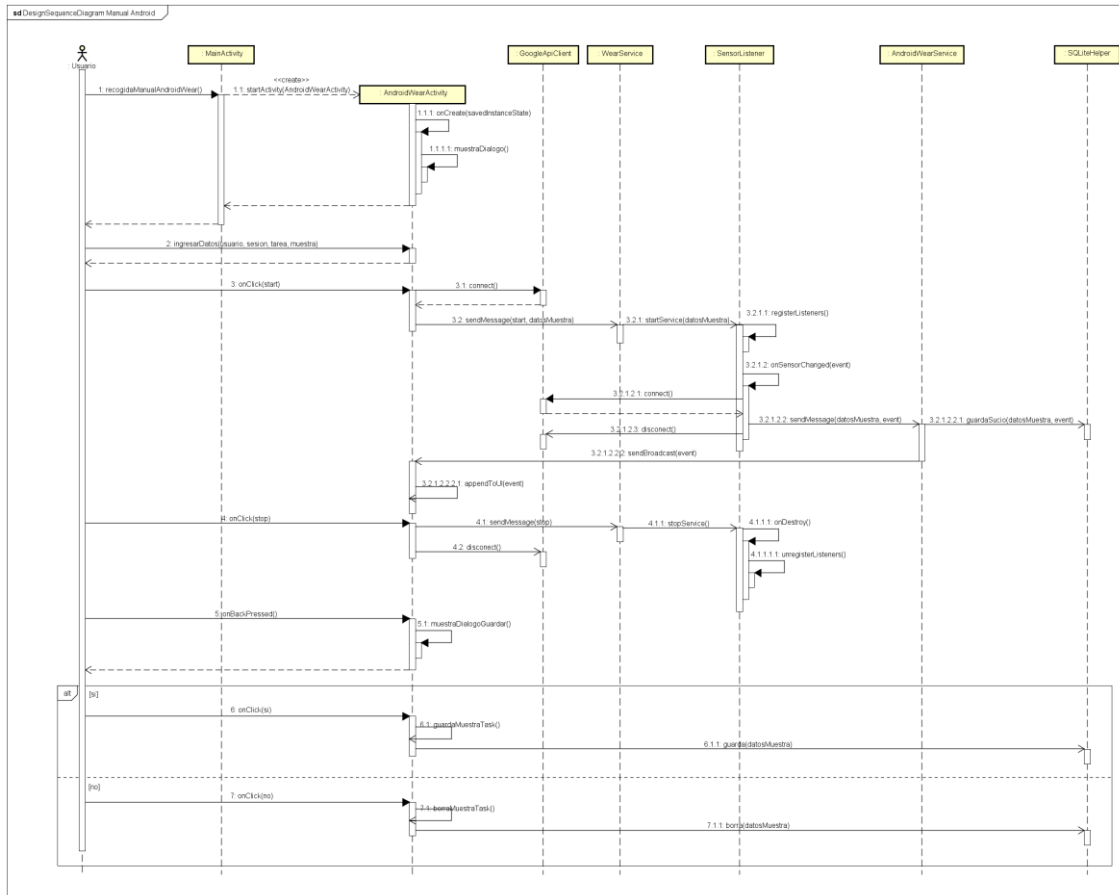 sd DesignSequenceDiagram Manual Android
: Usuario
: MainActivity
: GoogleApiClient
: WearService
: SensorListener
: AndroidWearService
: SQLiteHelper
<<create>>
1: recogidaManualAndroidWear()
1.1: startActivity(AndroidWearActivity)
: AndroidWearActivity
1.1.1: onCreate(savedInstanceState)
1.1.1.1: muestraDialogo()
2: ingresarDatos(usuario, sesion, tarea, muestra)
3: onClick(start)
3.1: connect()
3.2: sendMessage(start, datosMuestra)
3.2.1: startService(datosMuestra)
3.2.1.1: registerListeners()
3.2.1.2: onSensorChanged(event)
3.2.1.2.1: connect()
3.2.1.2.2: sendMessage(datosMuestra, event)
3.2.1.2.2.1: guardaSucio(datosMuestra, event)
3.2.1.2.3: disconect()
3.2.1.2.2.2: sendBroadcast(event)
3.2.1.2.2.2.1: appendToUI(event)
4: onClick(stop)
4.1: sendMessage(stop)
4.1.1: stopService()
4.1.1.1: onDestroy()
4.2: disconect()
4.1.1.1.1: unregisterListeners()
5: onBackPressed()
5.1: muestraDialogoGuardar()
alt
[si]
6: onClick(si)
6.1: guardaMuestraTask()
6.1.1: guarda(datosMuestra)
[no]
7: onClick(no)
7.1: borraMuestraTask()
7.1.1: borra(datosMuestra)